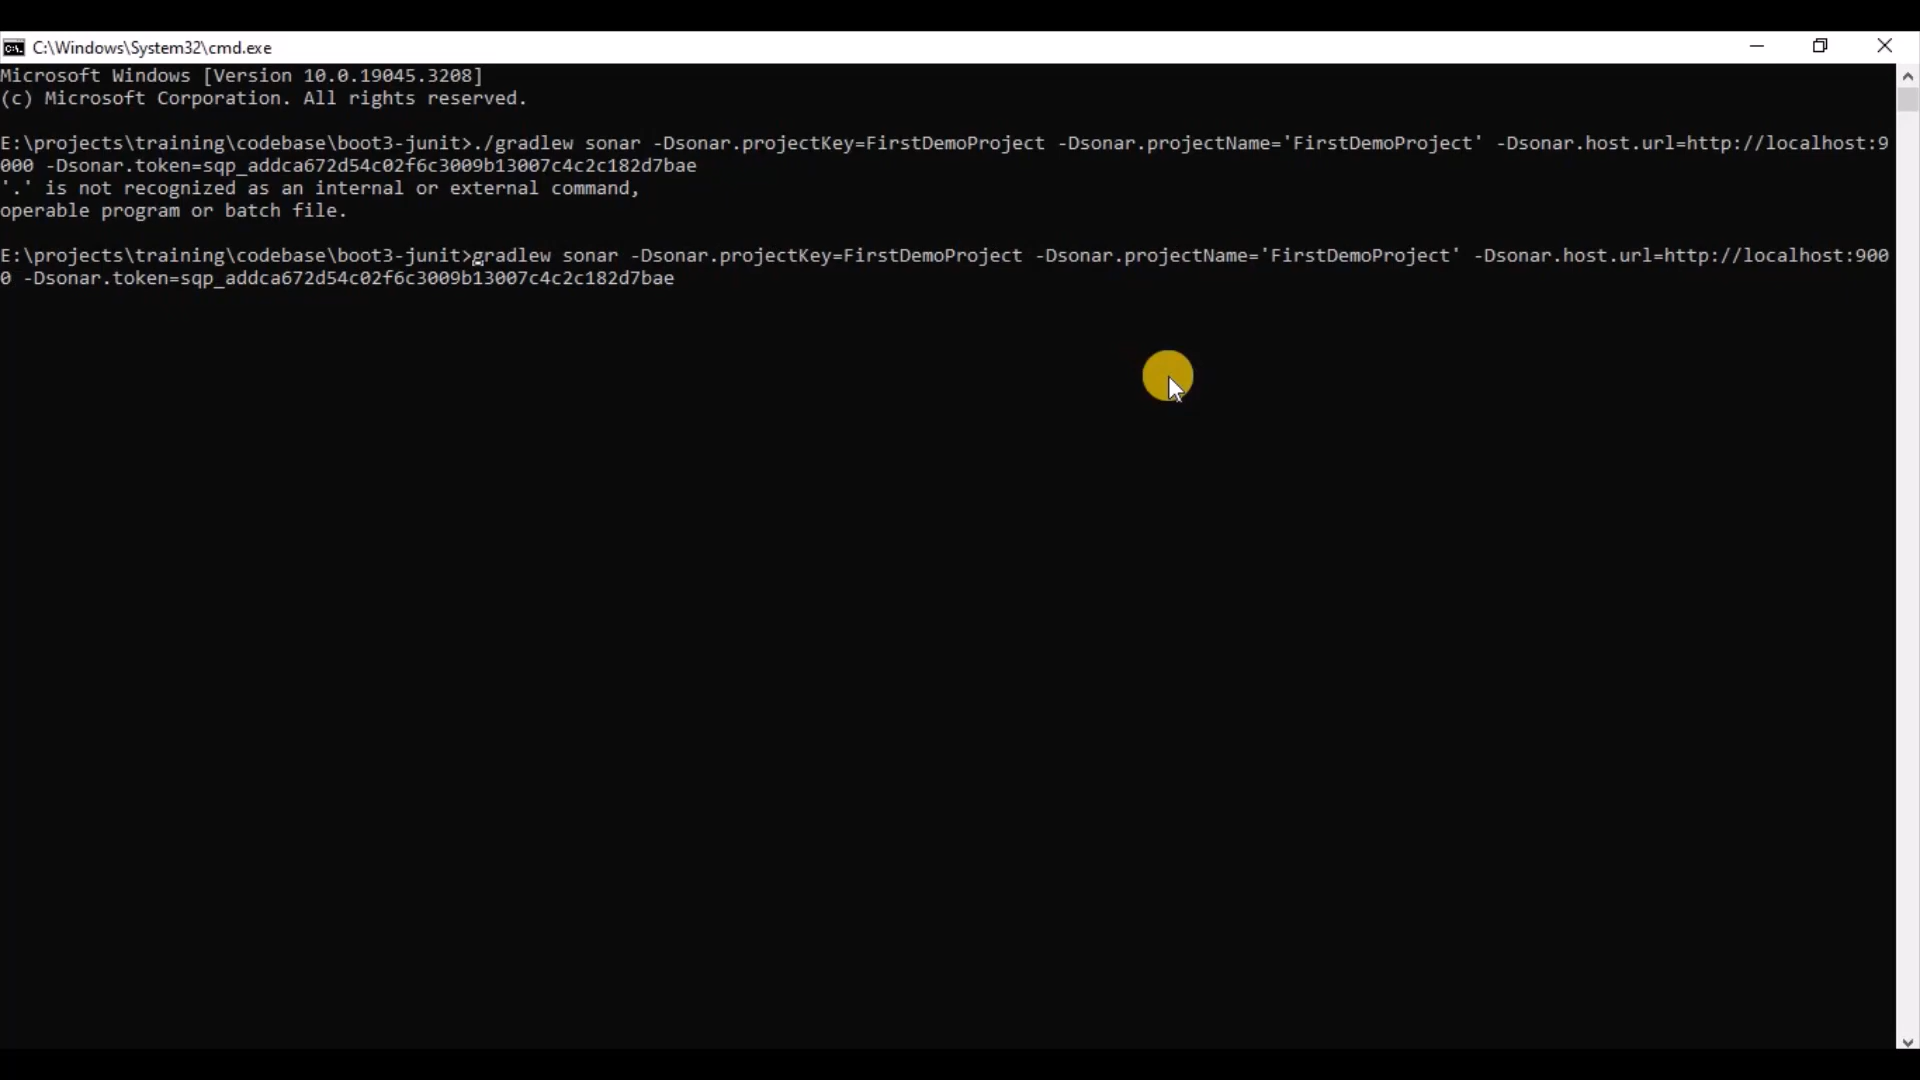 C:\Windows\System32\cmd.exe
Microsoft Windows [Version 10.0.19045.3208]
(c) Microsoft Corporation. All rights reserved.
E:\projects\training\codebase\boot3-junit>./gradlew sonar -Dsonar.projectKey=FirstDemoProject -Dsonar.projectName='FirstDemoProject' -Dsonar.host.url=http://localhost:9
000 -Dsonar.token=sqp_addca672d54c02f6c3009b13007c4c2c182d7bae
'.' is not recognized as an internal or external command,
operable program or batch file.
E:\projects\training\codebase\boot3-junit>gradlew sonar -Dsonar.projectKey=FirstDemoProject -Dsonar.projectName='FirstDemoProject' -Dsonar.host.url=http://localhost:900
0 -Dsonar.token=sqp_addca672d54c02f6c3009b13007c4c2c182d7bae